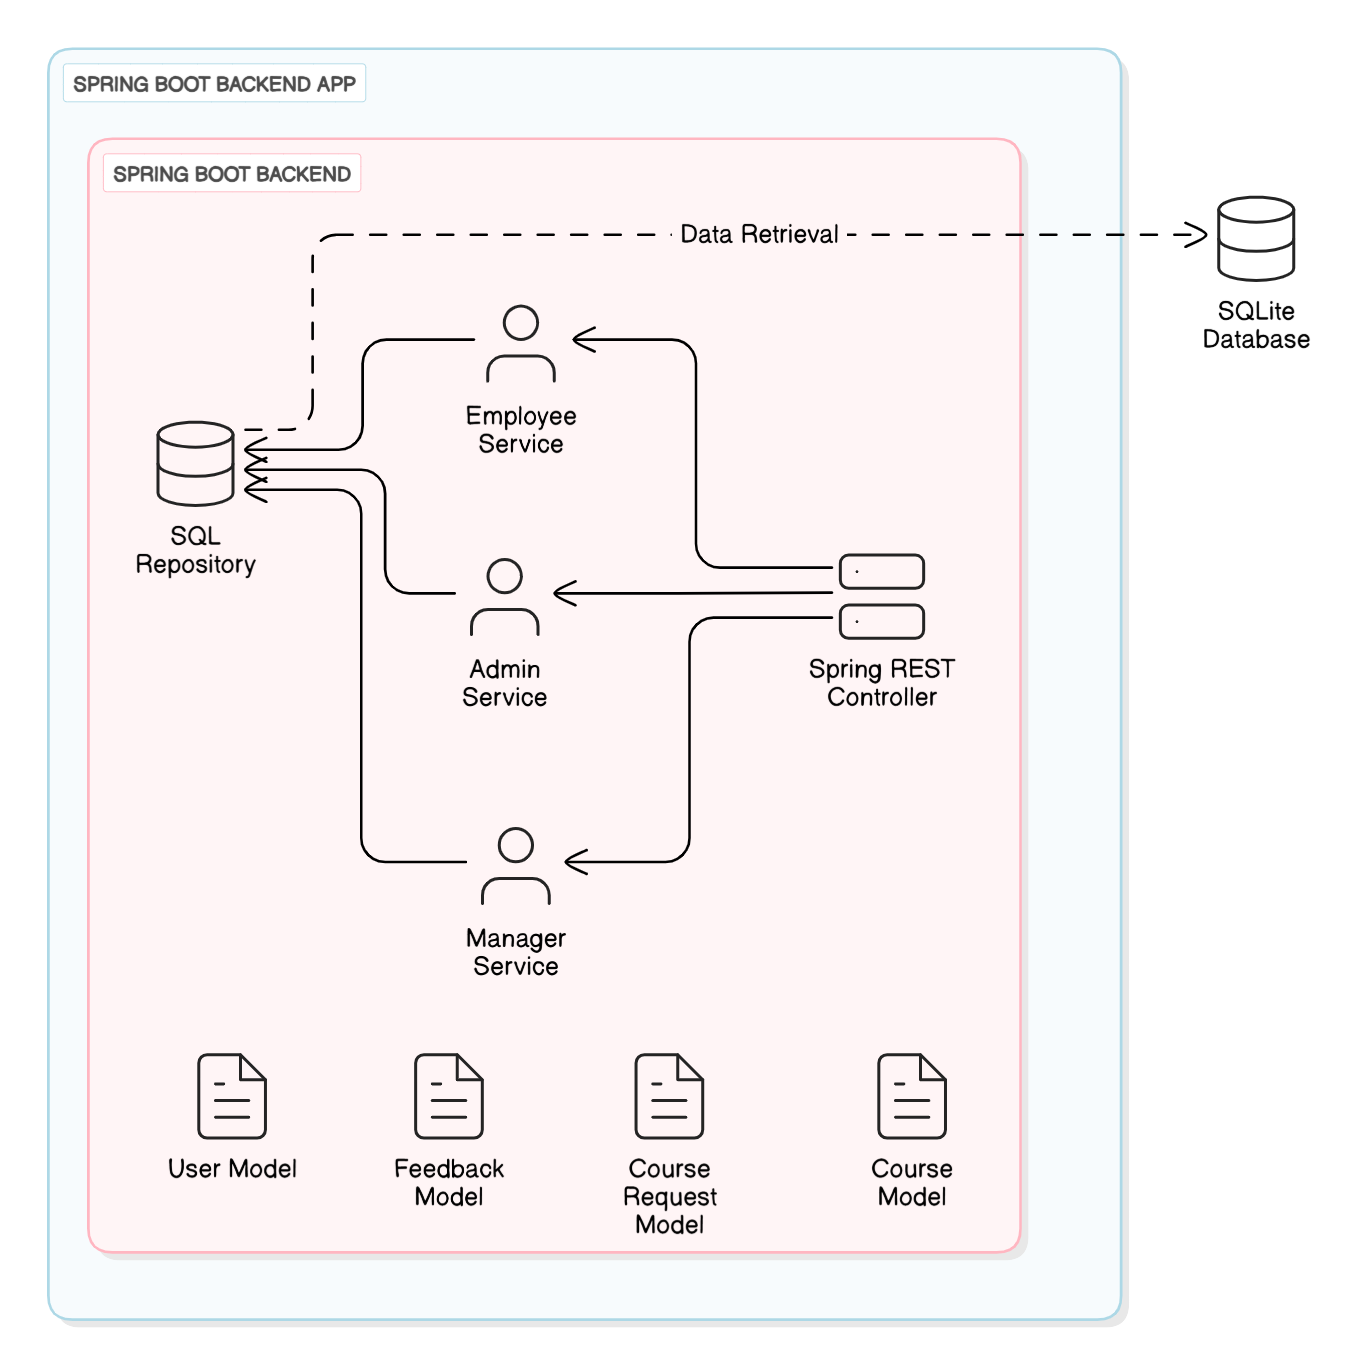 SPRING BOOT BACKEND APP
SPRING BOOT BACKEND
Data Retrieval
SQLite
Database
Employee
Service
SQL
Repository
Admin
Service
Spring REST
Controller
Manager
Service
User Model
Feedback
Model
Course
Request
Model
Course
Model